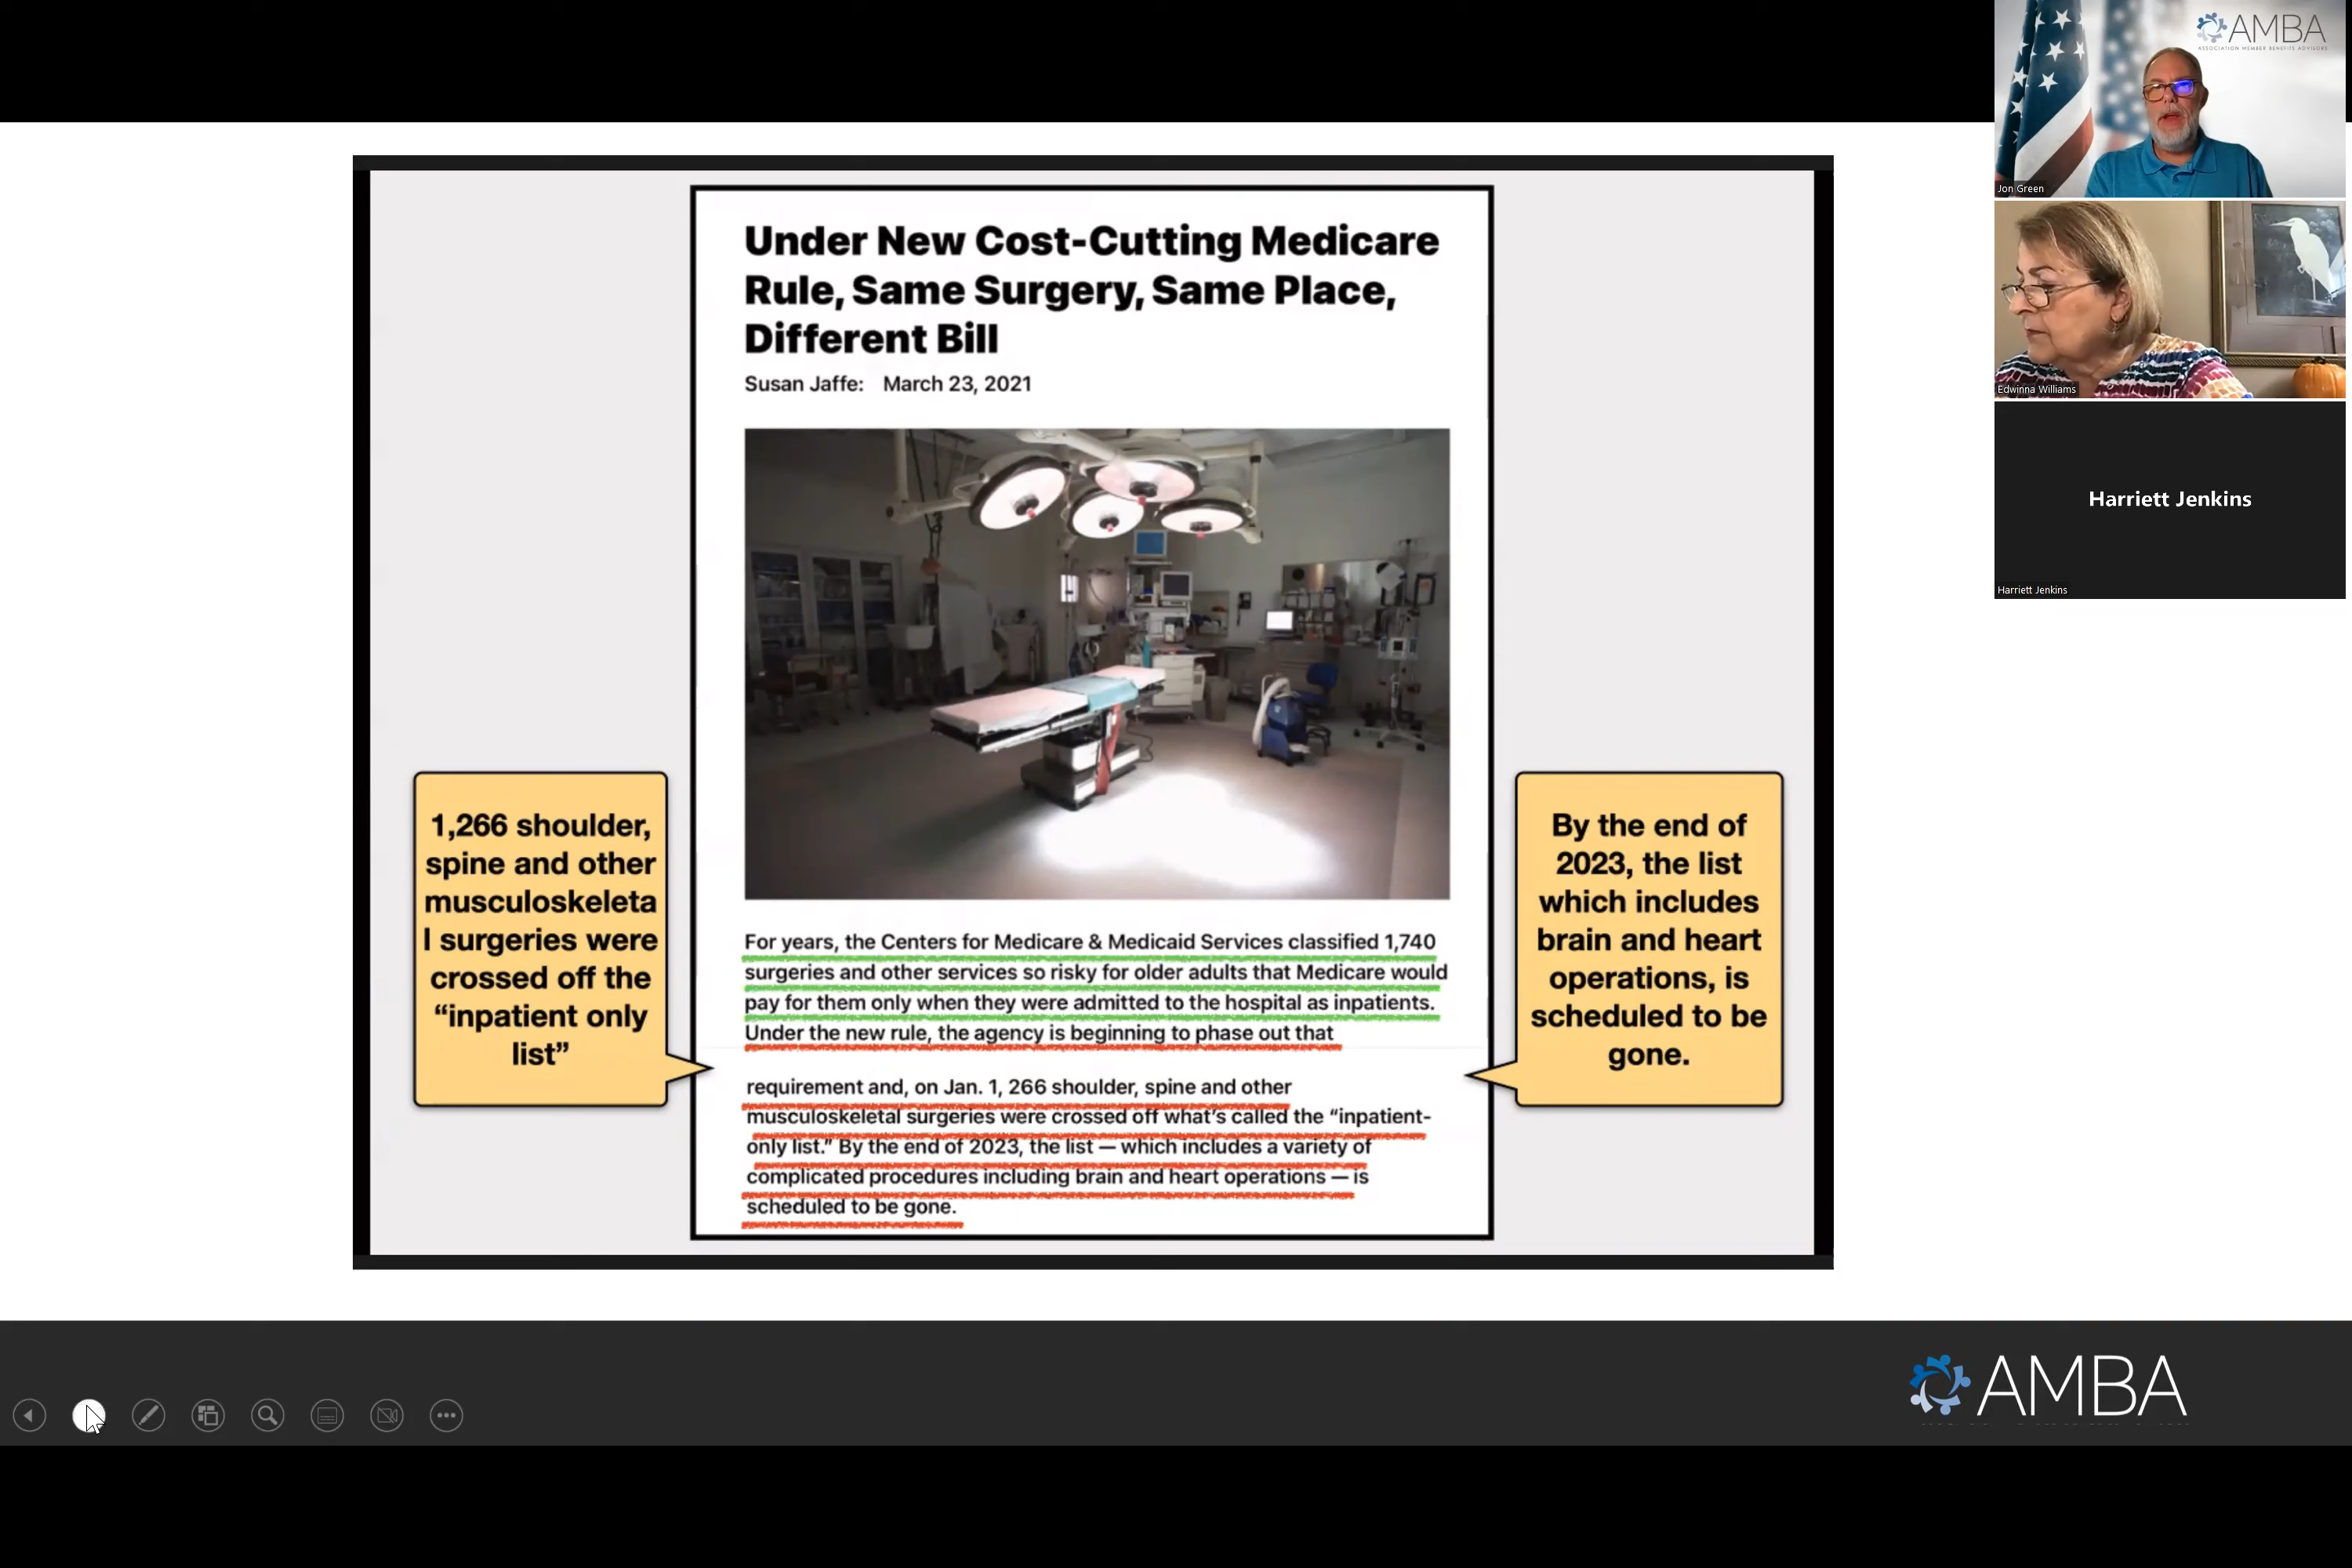 Under New Cost-Cutting Medicare
Rule, Same Surgery, Same Place,
Different Bill
Susan Jaffe: March 23, 2021
1,266 shoulder,
spine and other
musculoskeleta
l surgeries were
crossed off the
“inpatient only
list”
By the end of
2023, the list
which includes
brain and heart
operations, is
scheduled to be
gone.
For years, the Centers for Medicare & Medicaid Services classified 1,740
surgeries and other services so risky for older adults that Medicare would
pay for them only when they were admitted to the hospital as inpatients.
Under the new rule, the agency is beginning to phase out that
requirement and, on Jan. 1, 266 shoulder, spine and other
musculoskeletal surgeries were crossed off what’s called the “inpatient-
only list.” By the end of 2023, the list — which includes a variety of
complicated procedures including brain and heart operations — is
scheduled to be gone.
AMBA
ASSOCIATION MEMBER BENEFITS ADVISORS
Jon Green
Edwinna Williams
Harriett Jenkins
Harriett Jenkins
AMBA